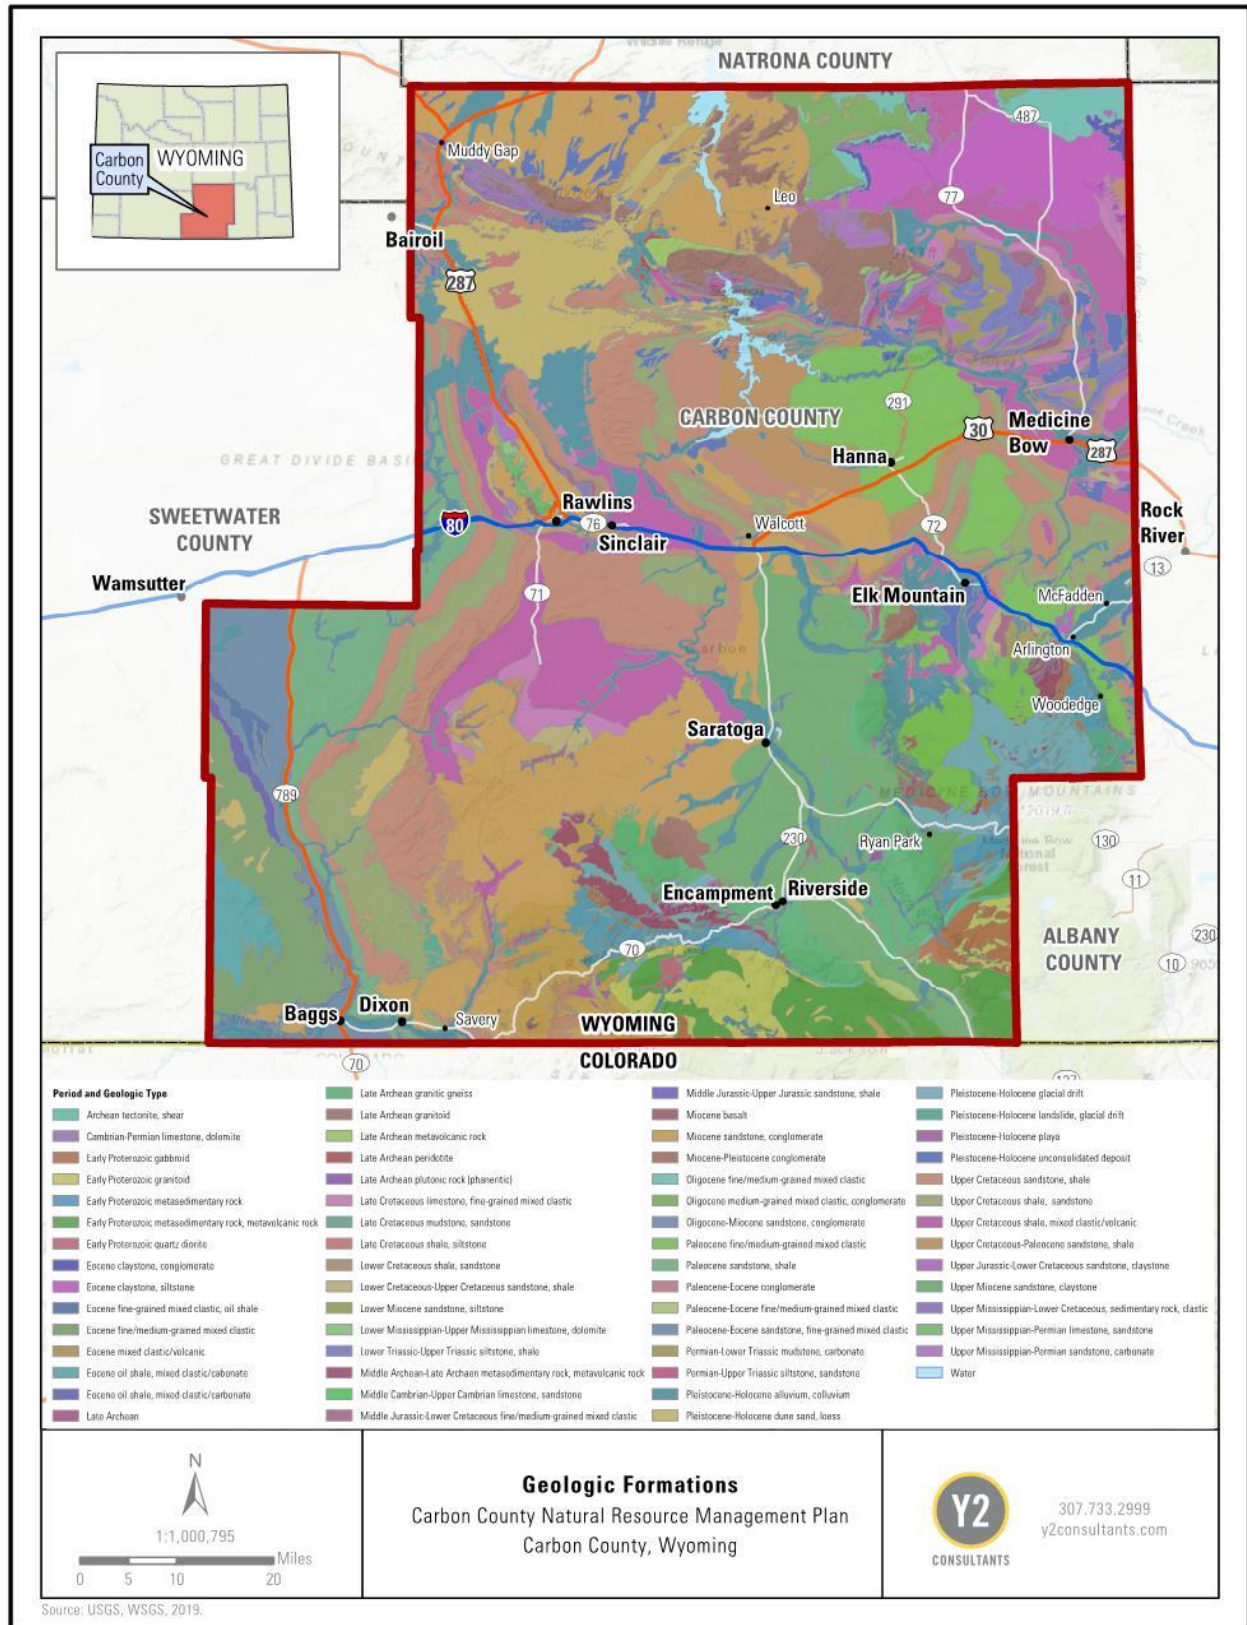 NATRONA COUNTY
WYOMING
Carbon
County
487
Muddy Gap
77
Leo
Bairoil
287
CARBON COUNTY
291
30
Medicine
Bow
287
Hanna
GREAT DIVIDE BASIN
Rawlins
SWEETWATER
COUNTY
80
76
Sinclair
Walcott
72
Rock
River
13
Wamsutter
71
Elk Mountain
McFadden
Arlington
Woodedge
Saratoga
789
MEDICINE BOW MOUNTAINS
230
Ryan Park
130
11
Encampment
Riverside
70
ALBANY
COUNTY
230
10
Baggs
Dixon
Savery
WYOMING
COLORADO
70
Period and Geologic Type
Archean tectonite, shear
Cambrian-Permian limestone, dolomite
Early Proterozoic gabbroid
Early Proterozoic granitoid
Early Proterozoic metasedimentary rock
Early Proterozoic metasedimentary rock, metavolcanic rock
Early Proterozoic quartz diorite
Eocene claystone, conglomerate
Eocene claystone, siltstone
Eocene fine-grained mixed clastic, oil shale
Eocene fine/medium-grained mixed clastic
Eocene mixed clastic/volcanic
Eocene oil shale, mixed clastic/cabonate
Eocene oil shale, mixed clastic/carbonate
Late Archean
Late Archean granitic gneiss
Late Archean granitoid
Late Archean metavolcanic rock
Late Archean peridotite
Late Archean plutonic rock (phaneritic)
Late Cretaceous limestone, fine-grained mixed clastic
Late Cretaceous mudstone, sandstone
Late Cretaceous shale, siltstone
Lower Cretaceous shale, sandstone
Lower Cretaceous-Upper Cretaceous sandstone, shale
Lower Miocene sandstone, siltstone
Lower Mississippian-Upper Mississippian limestone, dolomite
Lower Triassic-Upper Triassic siltstone, shale
Middle Archean-Late Archaen metasedimentary rock, metavolcanic rock
Middle Cambrian-Upper Cambrian limestone, sandstone
Middle Jurassic-Lower Cretaceous fine/medium-grained mixed clastic
Middle Jurassic-Upper Jurassic sandstone, shale
Miocene basalt
Miocene sandstone, conglomerate
Miocene-Pleistocene conglomerate
Oligocene fine/medium-grained mixed clastic
Oligocene medium-grained mixed clastic, conglomerate
Oligocene-Miocene sandstone, conglomerate
Paleocene fine/medium-grained mixed clastic
Paleocene sandstone, shale
Paleocene-Eocene conglomerate
Paleocene-Eocene fine/medium-grained mixed clastic
Paleocene-Eocene sandstone, fine-grained mixed clastic
Permian-Lower Triassic mudstone, carbonate
Permian-Upper Triassic siltstone, sandstone
Pleistocene-Holocene alluvium, colluvium
Pleistocene-Holocene dune sand, loess
Pleistocene-Holocene glacial drift
Pleistocene-Holocene landslide, glacial drift
Pleistocene-Holocene playa
Pleistocene-Holocene unconsolidated deposit
Upper Cretaceous sandstone, shale
Upper Cretaceous shale, sandstone
Upper Cretaceous shale, mixed clastic/volcanic
Upper Cretaceous-Paleocene sandstone, shale
Upper Jurassic-Lower Cretaceous sandstone, claystone
Upper Miocene sandstone, claystone
Upper Mississippian-Lower Cretaceous, sedimentary rock, clastic
Upper Mississippian-Permian limestone, sandstone
Upper Mississippian-Permian sandstone, carbonate
Water
N
1:1,000,795
Miles
0 5 10 20
Geologic Formations
Carbon County Natural Resource Management Plan
Carbon County, Wyoming
Y2
CONSULTANTS
307.733.2999
y2consultants.com
Source: USGS, WSGS, 2019.